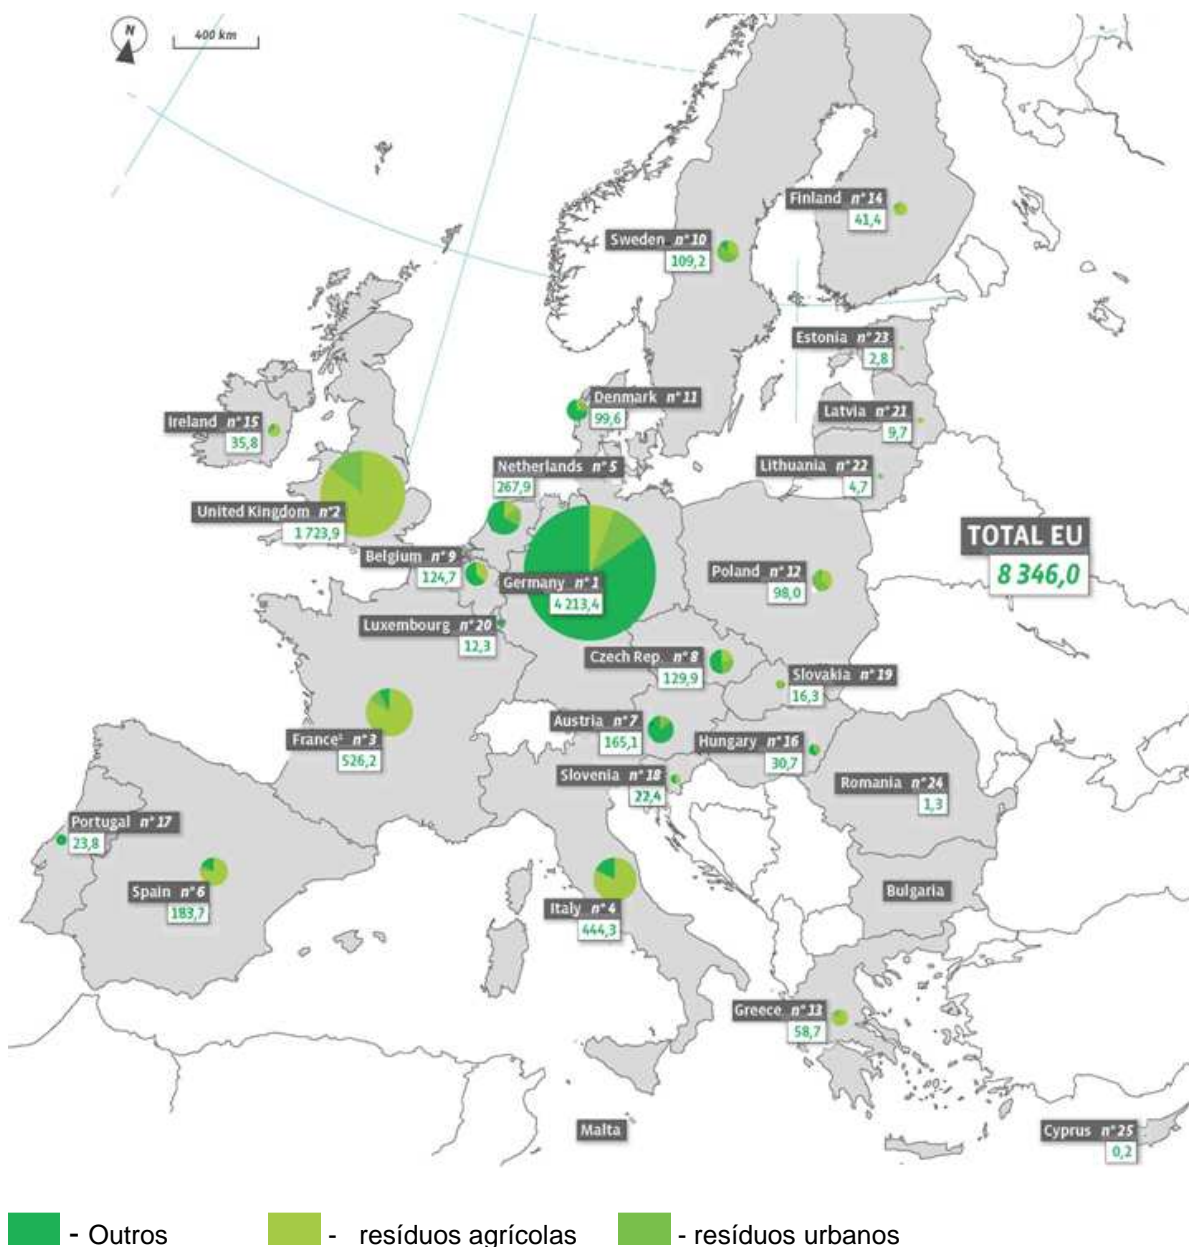 N
400 km
Finland n°14
41,4
Sweden n°10
109,2
Estonia n°23
2,8
Denmark n°11
99,6
Latvia n°21
9,7
Ireland n°15
35,8
Netherlands n°5
267,9
Lithuania n°22
4,7
United Kingdom n°2
1 723,9
TOTAL EU
8 346,0
Belgium n°9
124,7
Germany n°1
4 213,4
Poland n°12
98,0
Luxembourg n°20
12,3
Czech Rep. n°8
129,9
Slovakia n°19
16,3
France⁵ n°3
526,2
Austria n°7
165,1
Hungary n°16
30,7
Slovenia n°18
22,4
Romania n°24
1,3
Portugal n°17
23,8
Spain n°6
183,7
Bulgaria
Italy n°4
444,3
Greece n°13
58,7
Malta
Cyprus n°25
0,2
- Outros - resíduos agrícolas - resíduos urbanos